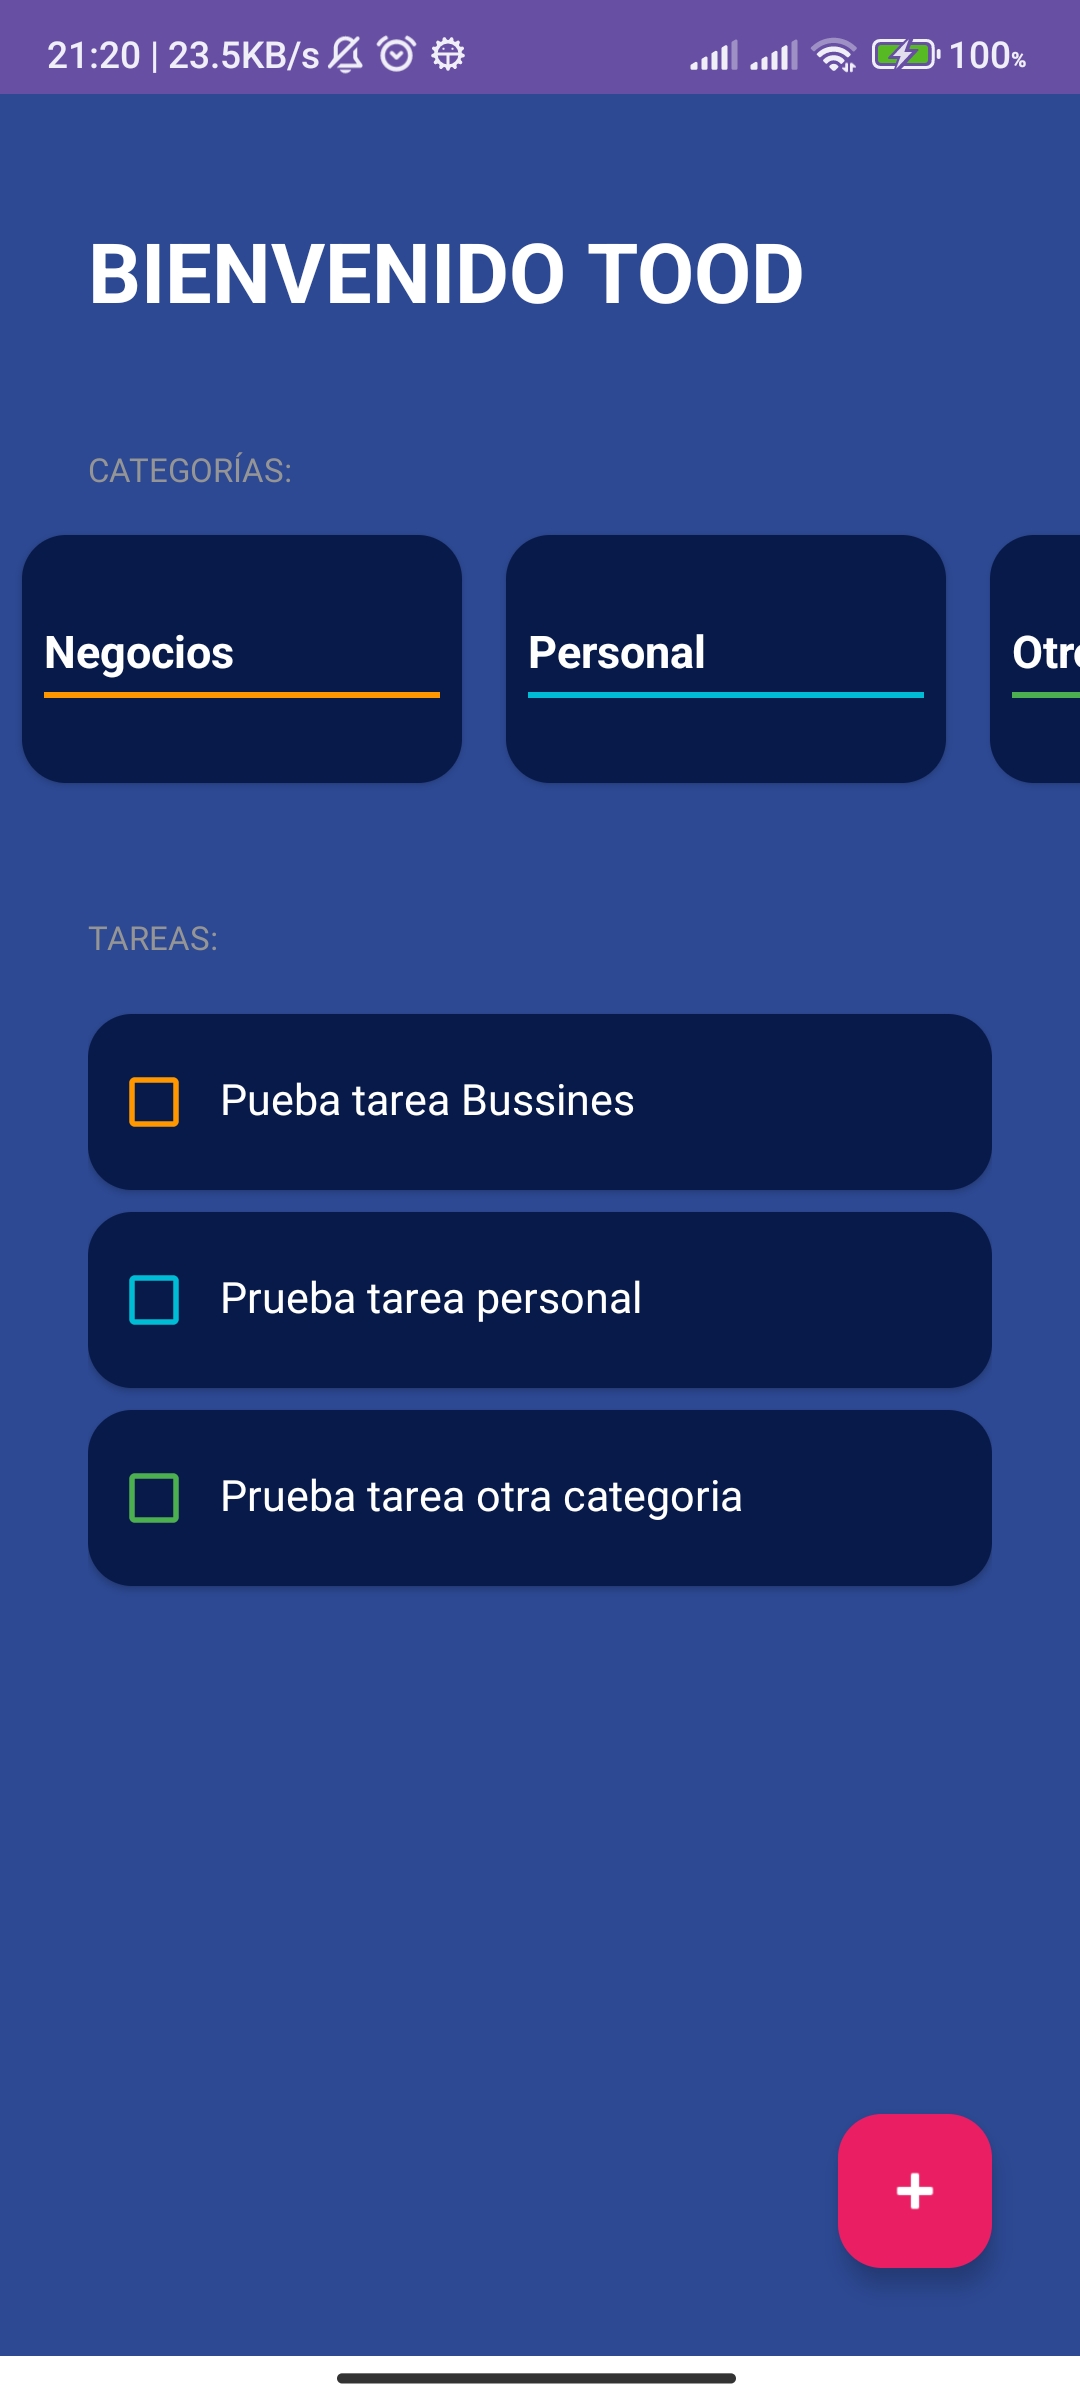 21:20 | 23.5KB/s 100%
BIENVENIDO TOOD
CATEGORÍAS:
Negocios
Personal
TAREAS:
Pueba tarea Bussines
Prueba tarea personal
Prueba tarea otra categoria
+